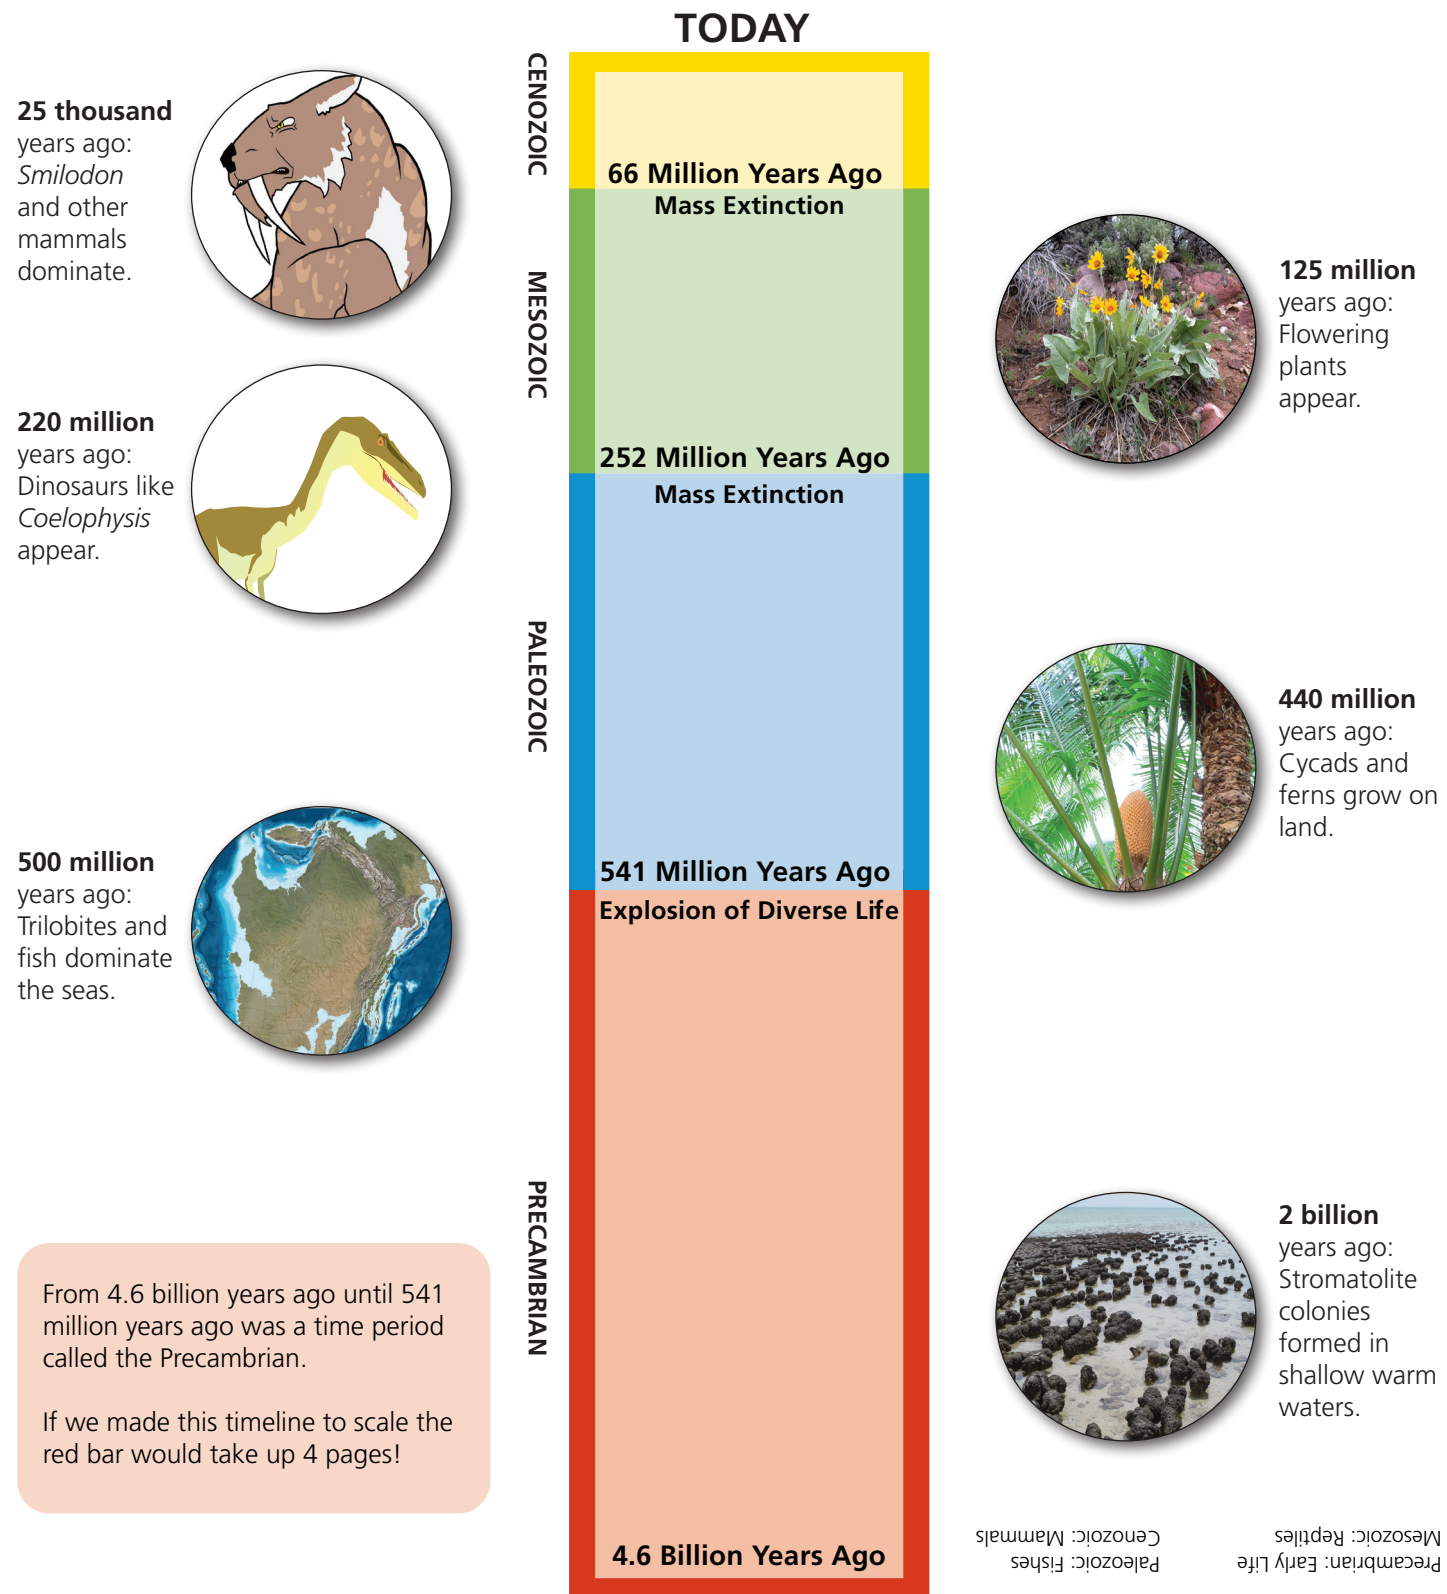 TODAY
CENOZOIC
25 thousand
years ago:
Smilodon
and other
mammals
dominate.
66 Million Years Ago
Mass Extinction
MESOZOIC
125 million
years ago:
Flowering
plants
appear.
220 million
years ago:
Dinosaurs like
Coelophysis
appear.
252 Million Years Ago
Mass Extinction
PALEOZOIC
440 million
years ago:
Cycads and
ferns grow on
land.
500 million
years ago:
Trilobites and
fish dominate
the seas.
541 Million Years Ago
Explosion of Diverse Life
PRECAMBRIAN
2 billion
years ago:
Stromatolite
colonies
formed in
shallow warm
waters.
From 4.6 billion years ago until 541
million years ago was a time period
called the Precambrian.
If we made this timeline to scale the
red bar would take up 4 pages!
4.6 Billion Years Ago
Precambrian: Early Life
Mesozoic: Reptiles
Paleozoic: Fishes
Cenozoic: Mammals